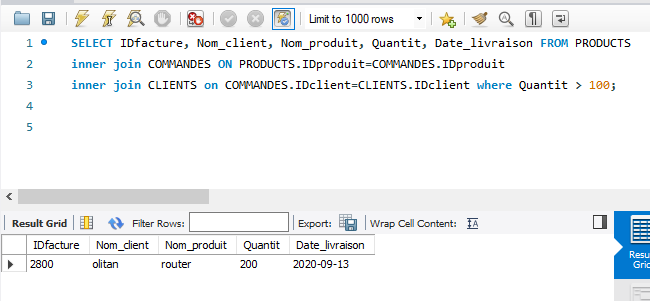 Limit to 1000 rows
1 SELECT IDfacture, Nom_client, Nom_produit, Quantit, Date_livraison FROM PRODUCTS
2 inner join COMMANDES ON PRODUCTS.IDproduit=COMMANDES.IDproduit
3 inner join CLIENTS on COMMANDES.IDclient=CLIENTS.IDclient where Quantit > 100;
4
5
Result Grid Filter Rows: Export: Wrap Cell Content:
IDfacture Nom_client Nom_produit Quantit Date_livraison
2800 olitan router 200 2020-09-13